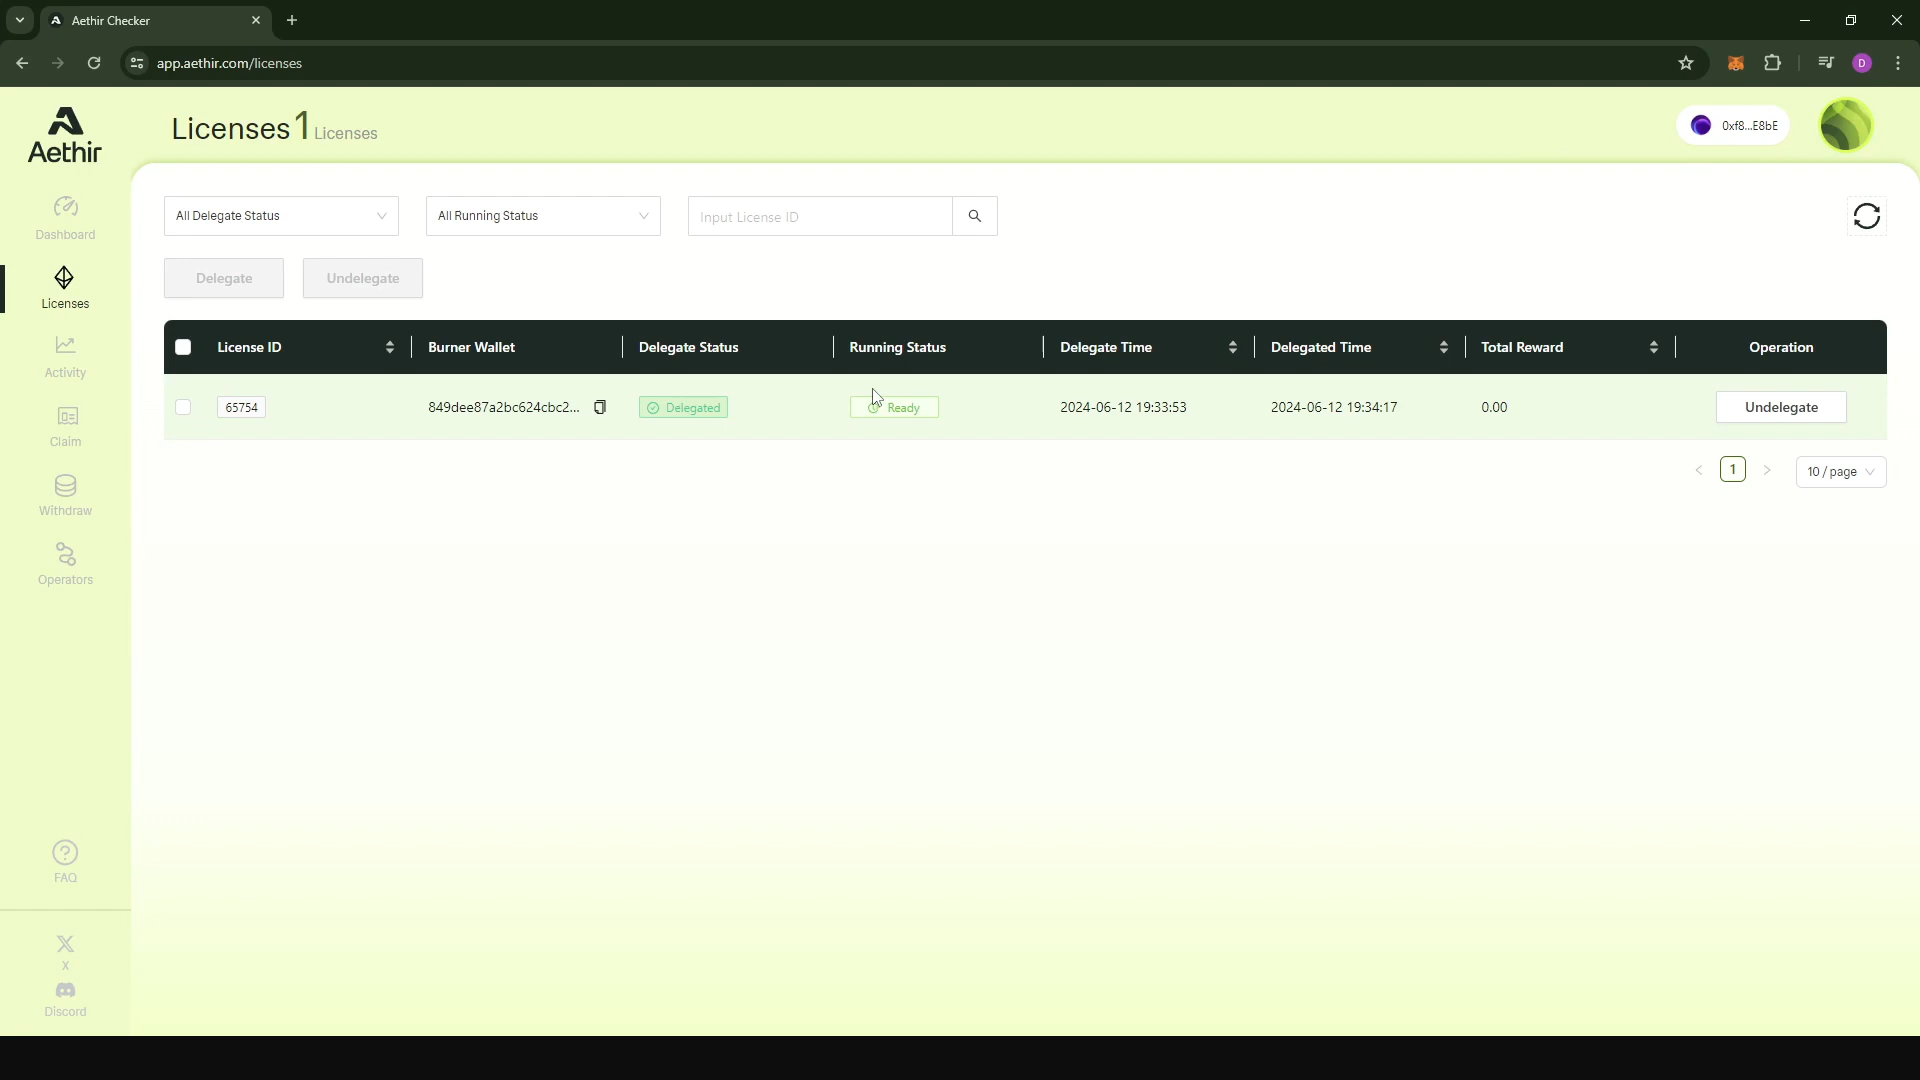 Aethir Checker
app.aethir.com/licenses
Aethir
Licenses 1 Licenses
0xf8...E8bE
Dashboard
Licenses
Activity
Claim
Withdraw
Operators
FAQ
X
Discord
All Delegate Status
All Running Status
Input License ID
Delegate
Undelegate
License ID
Burner Wallet
Delegate Status
Running Status
Delegate Time
Delegated Time
Total Reward
Operation
65754
849dee87a2bc624cbc2...
Delegated
Ready
2024-06-12 19:33:53
2024-06-12 19:34:17
0.00
Undelegate
1
10 / page
D